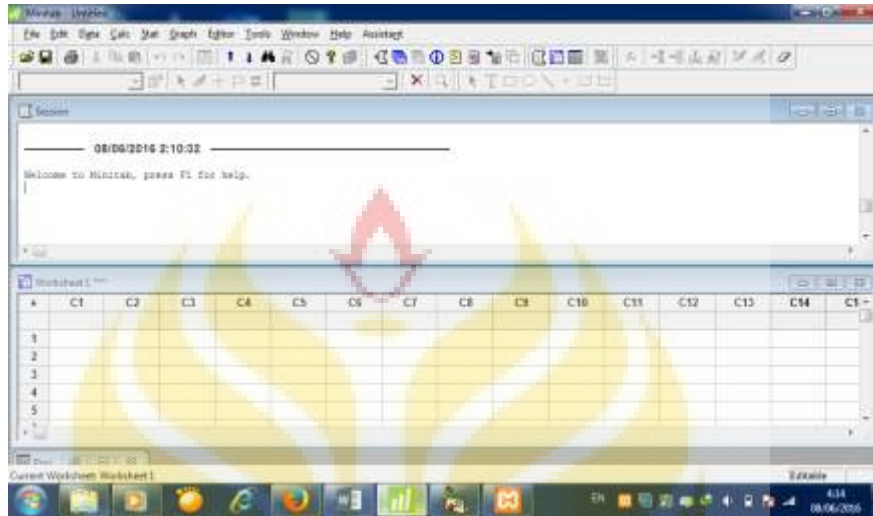 Minitab - Untitled
File Edit Data Calc Stat Graph Editor Tools Window Help Assistant
Session
08/06/2016 2:10:32
Welcome to Minitab, press F1 for help.
Worksheet 1 ***
C1 C2 C3 C4 C5 C6 C7 C8 C9 C10 C11 C12 C13 C14 C1
1
2
3
4
5
Current Worksheet: Worksheet 1
Editable
EN
4:14
08/06/2016